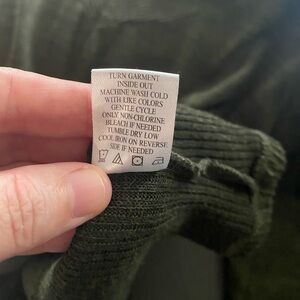 TURN GARMENT
INSIDE OUT
MACHINE WASH COLD
WITH LIKE COLORS
GENTLE CYCLE
ONLY NON-CHLORINE
BLEACH IF NEEDED
TUMBLE DRY LOW
COOL IRON ON REVERSE
SIDE IF NEEDED